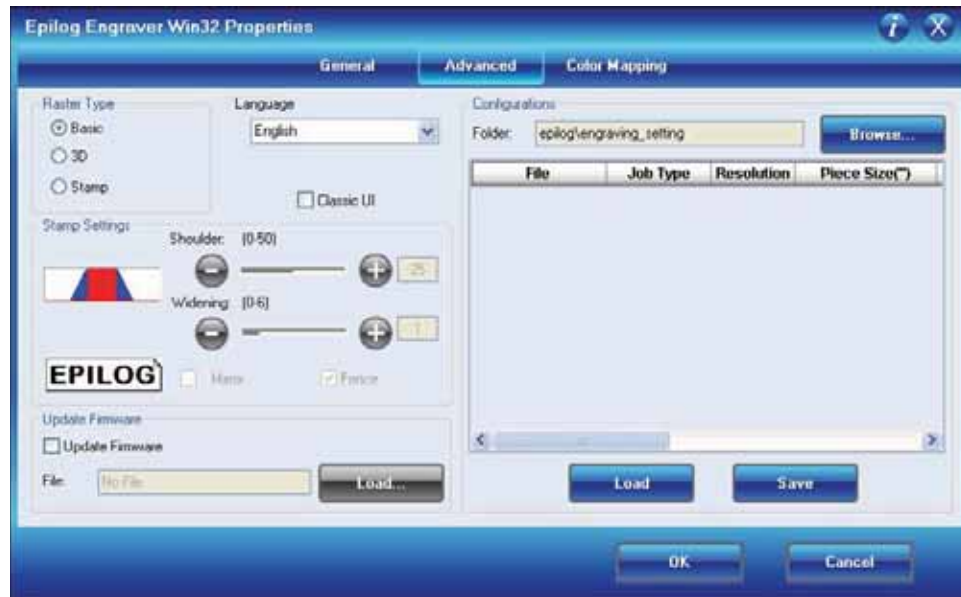 Epilog Engraver Win32 Properties
General
Advanced
Color Mapping
Raster Type
Basic
3D
Stamp
Language
English
Classic UI
Stamp Settings
Shoulder: (0-50)
25
Widening: (0-6)
1
EPILOG
Mirror
Fence
Update Firmware
Update Firmware
File: No File
Load...
Configurations
Folder: epilog\engraving_setting
Browse...
File Job Type Resolution Piece Size(")
Load
Save
OK
Cancel